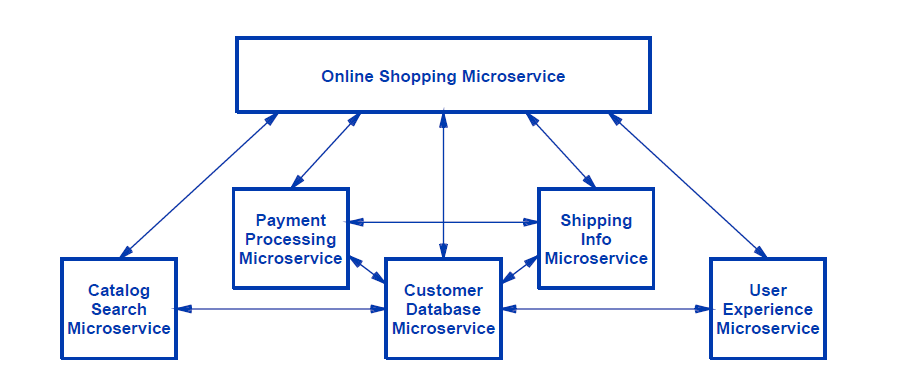 Online Shopping Microservice
Payment
Processing
Microservice
Shipping
Info
Microservice
Catalog
Search
Microservice
Customer
Database
Microservice
User
Experience
Microservice